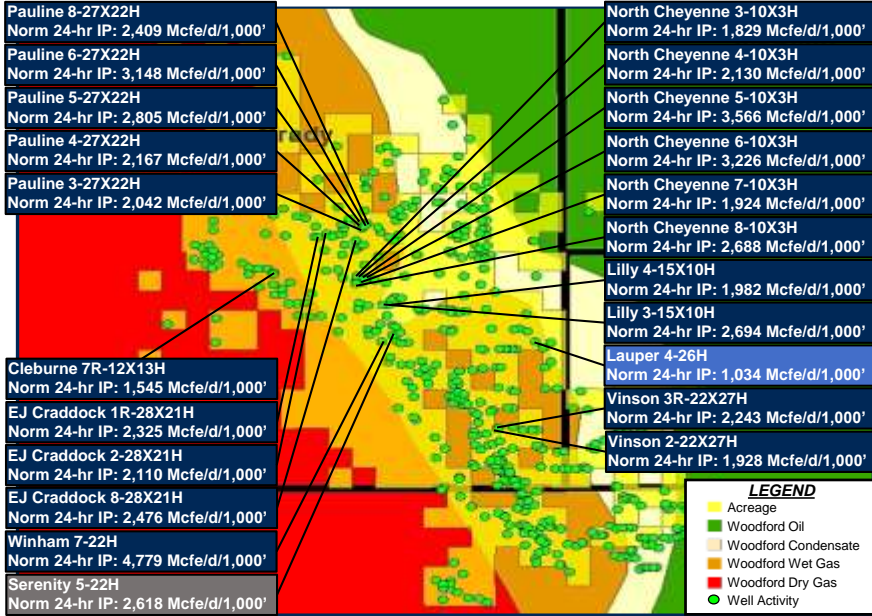 Pauline 8-27X22H
Norm 24-hr IP: 2,409 Mcfe/d/1,000’
Pauline 6-27X22H
Norm 24-hr IP: 3,148 Mcfe/d/1,000’
Pauline 5-27X22H
Norm 24-hr IP: 2,805 Mcfe/d/1,000’
Pauline 4-27X22H
Norm 24-hr IP: 2,167 Mcfe/d/1,000’
Pauline 3-27X22H
Norm 24-hr IP: 2,042 Mcfe/d/1,000’
rady
Cleburne 7R-12X13H
Norm 24-hr IP: 1,545 Mcfe/d/1,000’
EJ Craddock 1R-28X21H
Norm 24-hr IP: 2,325 Mcfe/d/1,000’
EJ Craddock 2-28X21H
Norm 24-hr IP: 2,110 Mcfe/d/1,000’
EJ Craddock 8-28X21H
Norm 24-hr IP: 2,476 Mcfe/d/1,000’
Winham 7-22H
Norm 24-hr IP: 4,779 Mcfe/d/1,000’
Serenity 5-22H
Norm 24-hr IP: 2,618 Mcfe/d/1,000’
North Cheyenne 3-10X3H
Norm 24-hr IP: 1,829 Mcfe/d/1,000’
North Cheyenne 4-10X3H
Norm 24-hr IP: 2,130 Mcfe/d/1,000’
North Cheyenne 5-10X3H
Norm 24-hr IP: 3,566 Mcfe/d/1,000’
North Cheyenne 6-10X3H
Norm 24-hr IP: 3,226 Mcfe/d/1,000’
North Cheyenne 7-10X3H
Norm 24-hr IP: 1,924 Mcfe/d/1,000’
North Cheyenne 8-10X3H
Norm 24-hr IP: 2,688 Mcfe/d/1,000’
Lilly 4-15X10H
Norm 24-hr IP: 1,982 Mcfe/d/1,000’
Lilly 3-15X10H
Norm 24-hr IP: 2,694 Mcfe/d/1,000’
Lauper 4-26H
Norm 24-hr IP: 1,034 Mcfe/d/1,000’
Vinson 3R-22X27H
Norm 24-hr IP: 2,243 Mcfe/d/1,000’
Vinson 2-22X27H
Norm 24-hr IP: 1,928 Mcfe/d/1,000’
LEGEND
Acreage
Woodford Oil
Woodford Condensate
Woodford Wet Gas
Woodford Dry Gas
Well Activity